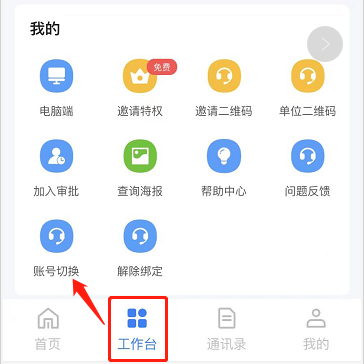 我的
免费
电脑端 邀请特权 邀请二维码 单位二维码
加入审批 查询海报 帮助中心 问题反馈
账号切换 解除绑定
首页 工作台 通讯录 我的